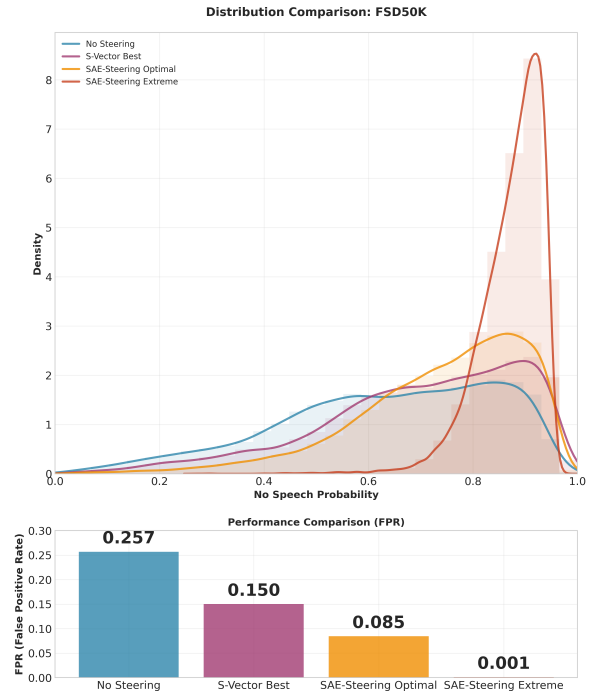 Distribution Comparison: FSD50K
No Steering
S-Vector Best
SAE-Steering Optimal
SAE-Steering Extreme
8
7
6
5
4
3
2
1
0
Density
0.0 0.2 0.4 0.6 0.8 1.0
No Speech Probability
Performance Comparison (FPR)
0.30
0.25
0.20
0.15
0.10
0.05
0.00
FPR (False Positive Rate)
0.257
0.150
0.085
0.001
No Steering S-Vector Best SAE-Steering Optimal SAE-Steering Extreme